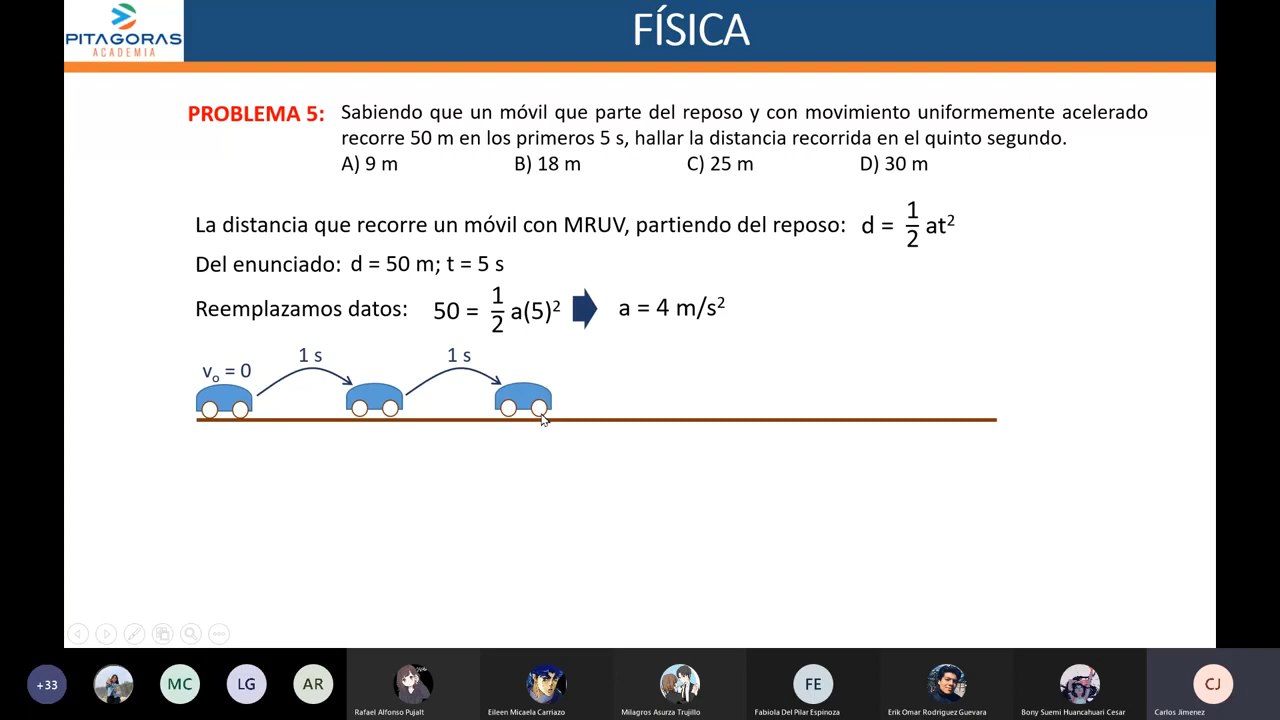 PITAGORAS
ACADEMIA
FÍSICA
PROBLEMA 5: Sabiendo que un móvil que parte del reposo y con movimiento uniformemente acelerado
recorre 50 m en los primeros 5 s, hallar la distancia recorrida en el quinto segundo.
A) 9 m B) 18 m C) 25 m D) 30 m
La distancia que recorre un móvil con MRUV, partiendo del reposo: d = 1/2 at²
Del enunciado: d = 50 m; t = 5 s
Reemplazamos datos: 50 = 1/2 a(5)² a = 4 m/s²
1 s 1 s
vₒ = 0
+33 MC LG AR FE CJ
Rafael Alfonso Pujalt Eileen Micaela Carriazo Milagros Asurza Trujillo Fabiola Del Pilar Espinoza Erik Omar Rodriguez Guevara Bony Suemi Huancahuari Cesar Carlos Jimenez